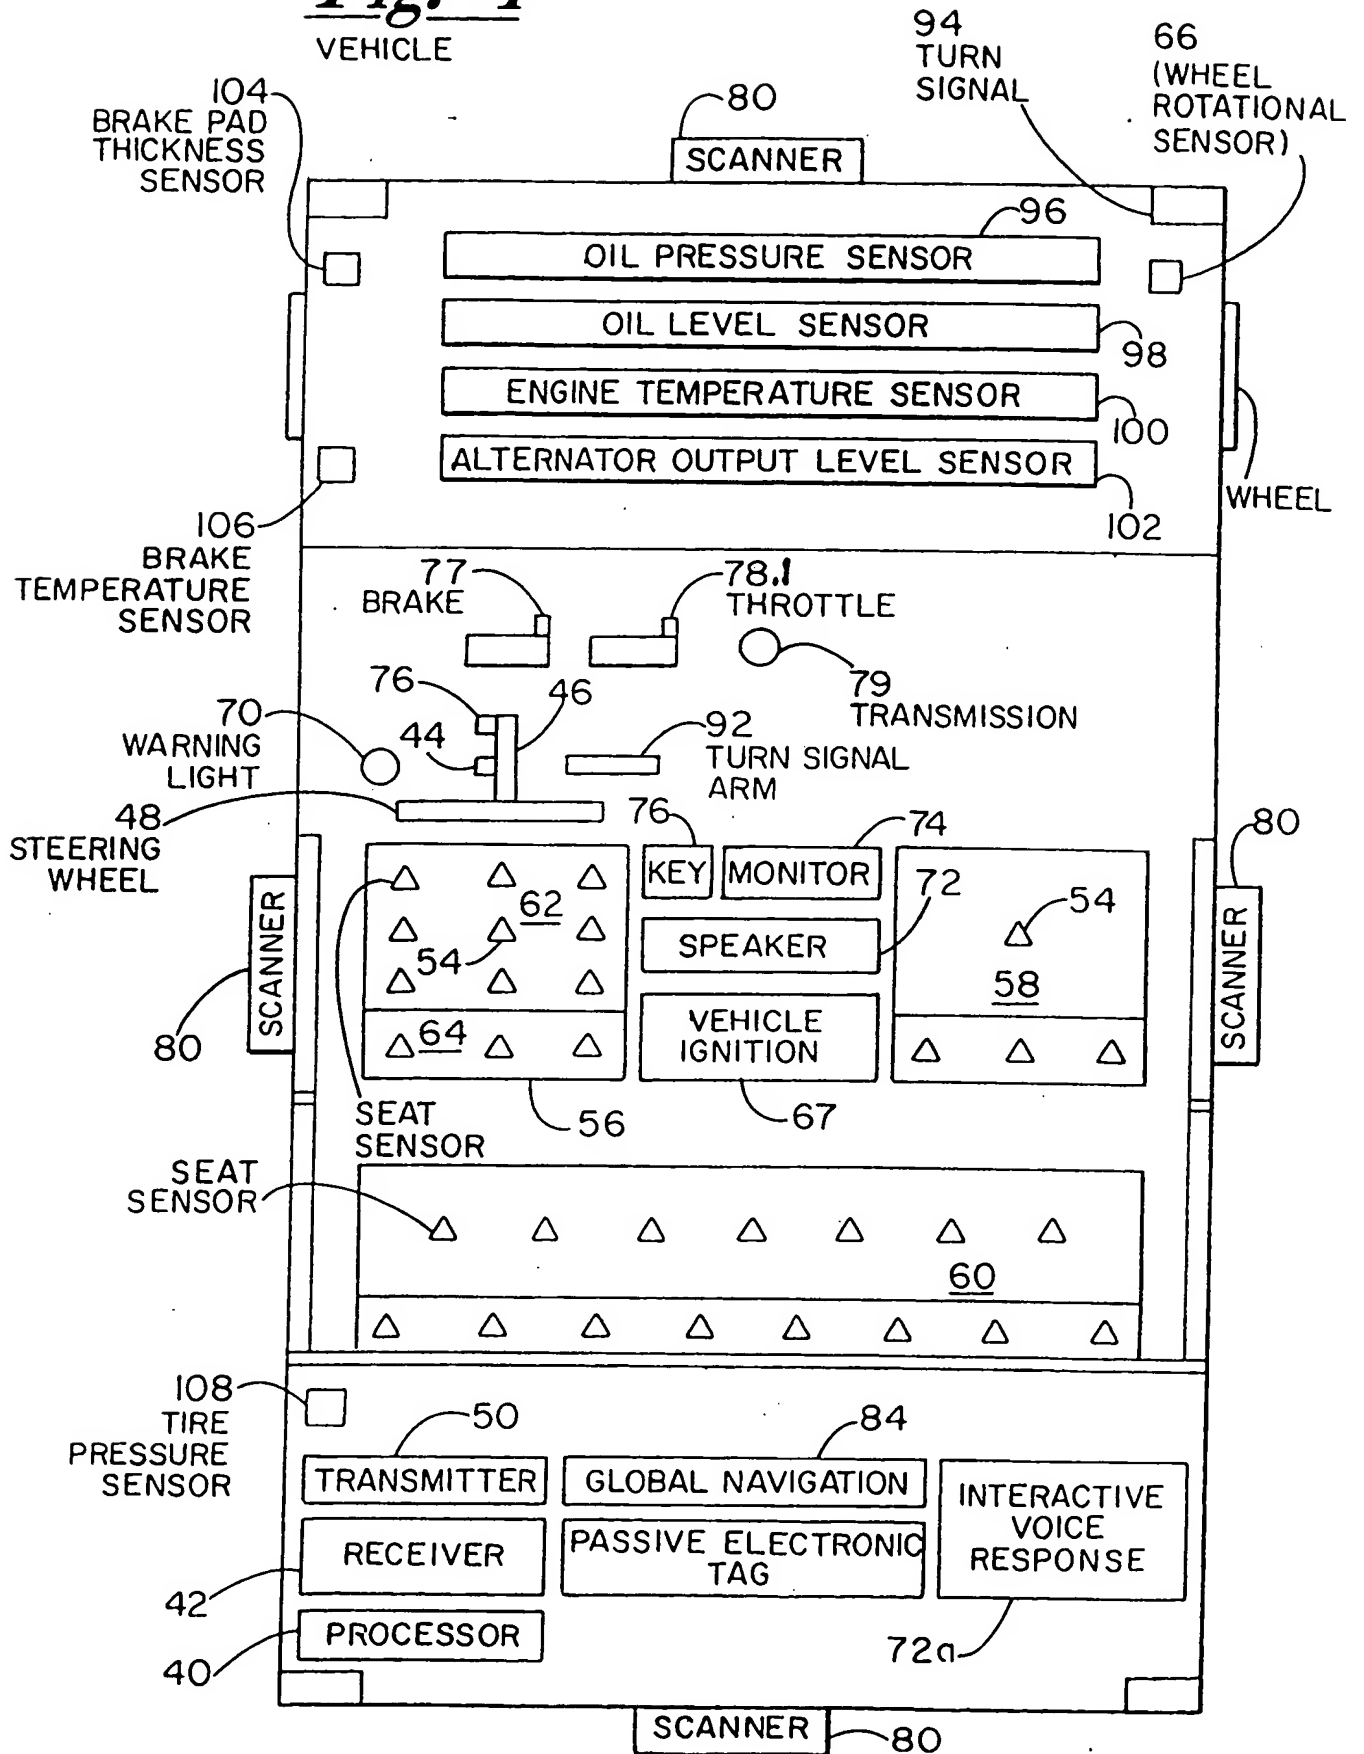 VEHICLE
94
TURN
SIGNAL
66
(WHEEL
ROTATIONAL
SENSOR)
104
BRAKE PAD
THICKNESS
SENSOR
80
SCANNER
96
OIL PRESSURE SENSOR
OIL LEVEL SENSOR
98
ENGINE TEMPERATURE SENSOR
100
ALTERNATOR OUTPUT LEVEL SENSOR
102
WHEEL
106
BRAKE
TEMPERATURE
SENSOR
77
BRAKE
78.1
THROTTLE
79
TRANSMISSION
76
46
70
WARNING
LIGHT
44
92
TURN SIGNAL
ARM
48
STEERING
WHEEL
76
74
80
KEY
MONITOR
72
62
54
54
SPEAKER
SCANNER
SCANNER
58
80
64
VEHICLE
IGNITION
SEAT
SENSOR
56
67
SEAT
SENSOR
60
108
TIRE
PRESSURE
SENSOR
50
84
TRANSMITTER
GLOBAL NAVIGATION
INTERACTIVE
VOICE
RESPONSE
RECEIVER
PASSIVE ELECTRONIC
TAG
42
PROCESSOR
40
72a
SCANNER
80